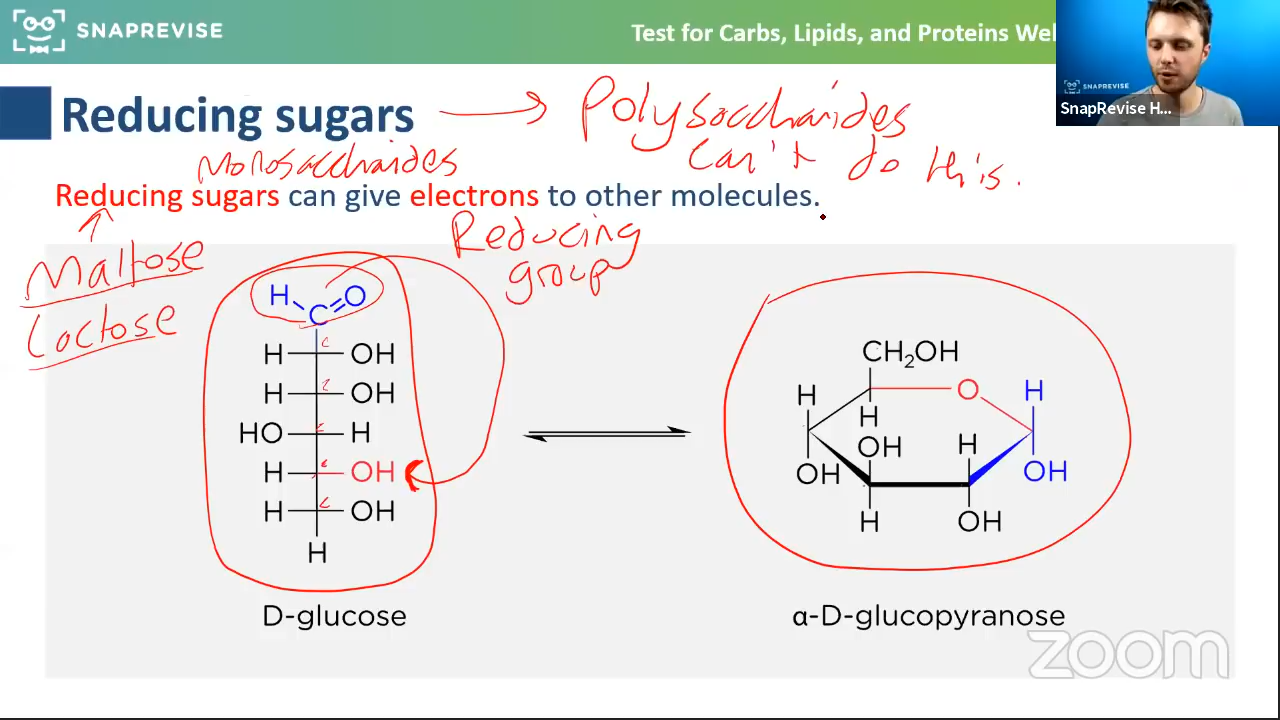 SNAPREVISE
Test for Carbs, Lipids, and Proteins We
SNAPREVISE
SnapRevise H...
Reducing sugars
Polysaccharides
can't do this.
Monosaccharides
Reducing sugars can give electrons to other molecules.
Maltose
Lactose
Reducing
group
H C O
C
H OH
C
H OH
C
HO H
C
H OH
C
H OH
H
D-glucose
CH2OH
H O H
H
OH H
OH OH
H OH
α-D-glucopyranose
zoom